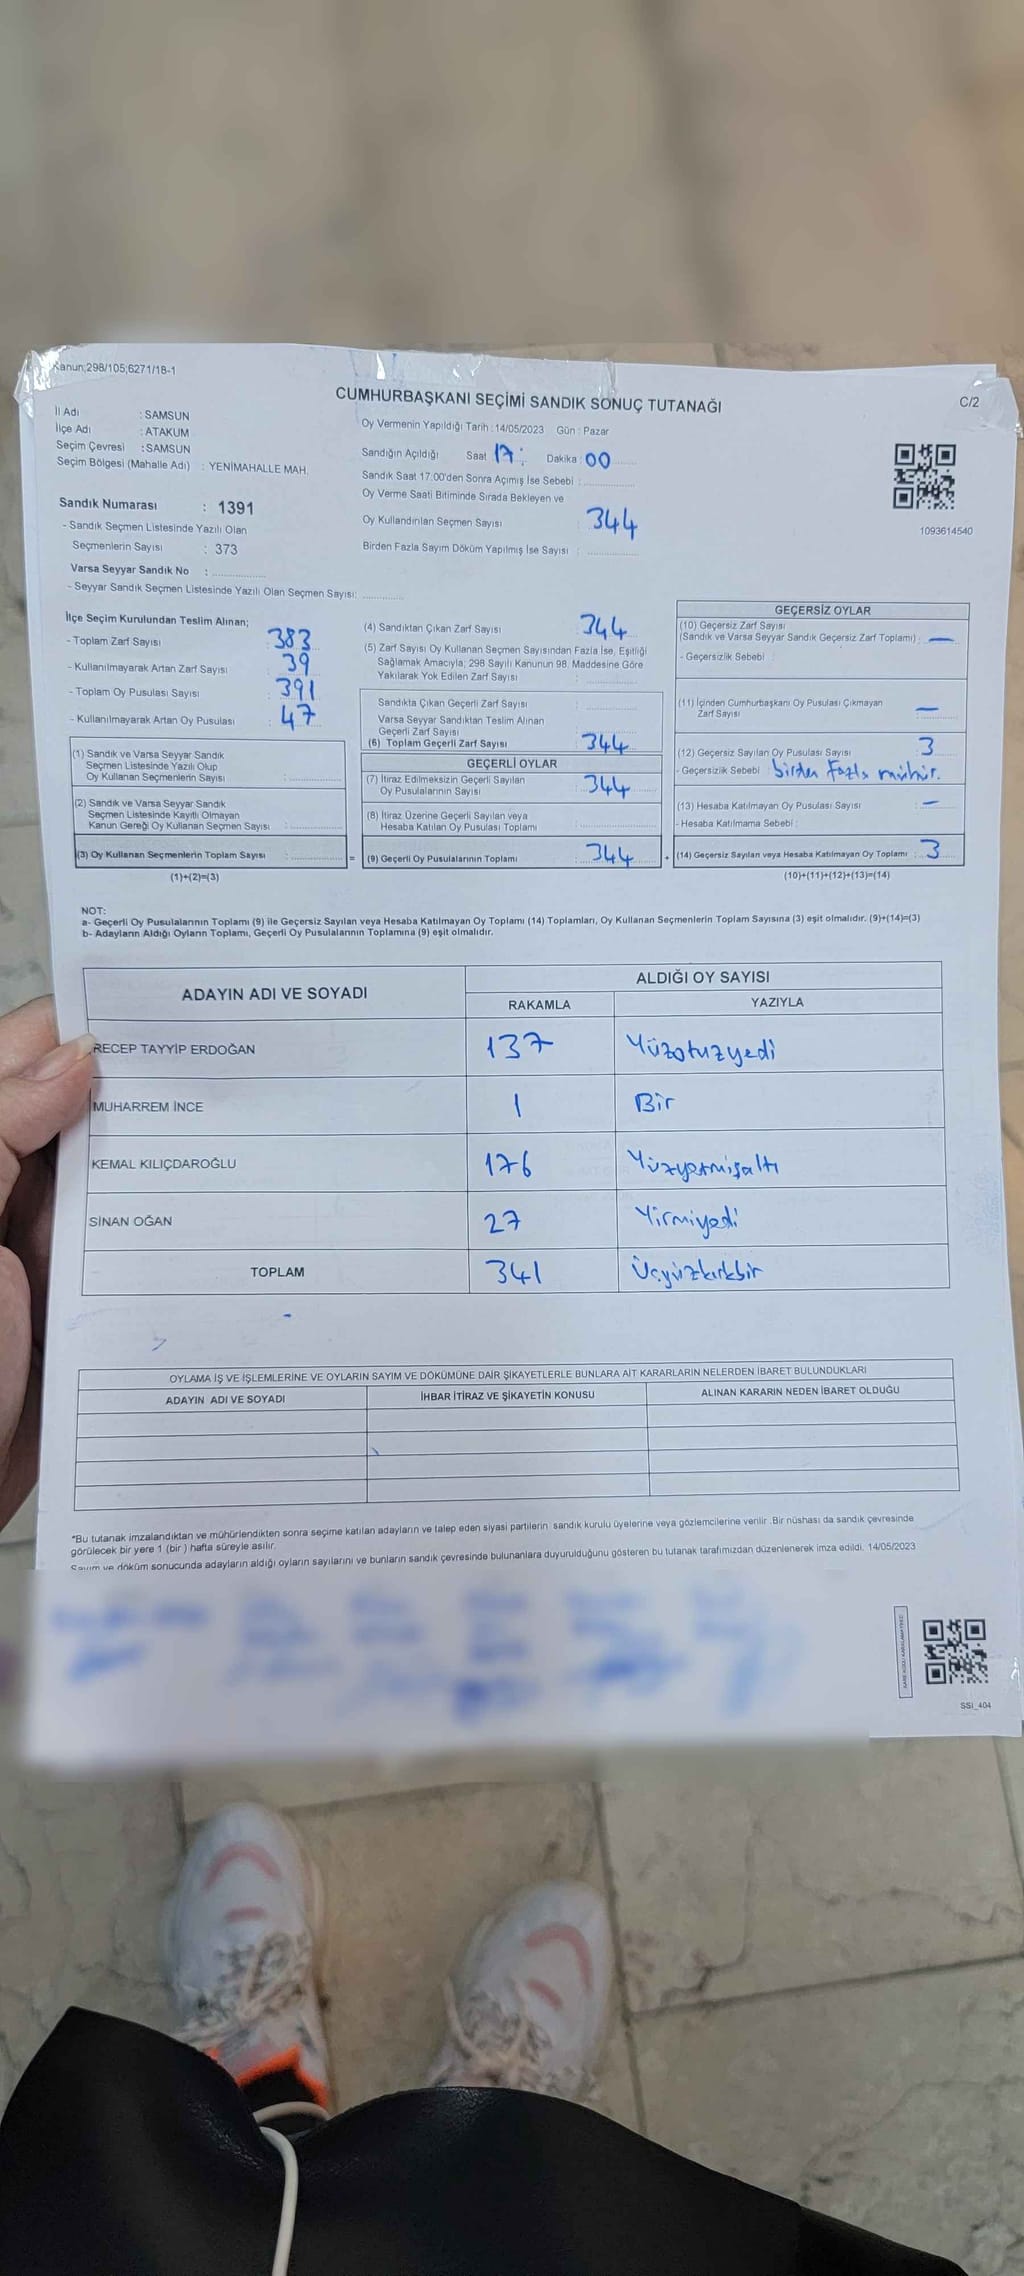 Kanun;298/105;6271/18-1
CUMHURBAŞKANI SEÇİMİ SANDIK SONUÇ TUTANAĞI
C/2
İl Adı : SAMSUN
İlçe Adı : ATAKUM
Seçim Çevresi : SAMSUN
Seçim Bölgesi (Mahalle Adı) : YENİMAHALLE MAH.
Sandık Numarası : 1391
- Sandık Seçmen Listesinde Yazılı Olan
Seçmenlerin Sayısı : 373
Varsa Seyyar Sandık No :
- Seyyar Sandık Seçmen Listesinde Yazılı Olan Seçmen Sayısı:
Oy Vermenin Yapıldığı Tarih : 14/05/2023 Gün : Pazar
Sandığın Açıldığı Saat 17: Dakika : 00
Sandık Saat 17.00'den Sonra Açımış İse Sebebi :
Oy Verme Saati Bitiminde Sırada Bekleyen ve
Oy Kullandırılan Seçmen Sayısı : 344
Birden Fazla Sayım Döküm Yapılmış İse Sayısı :
1093614540
İlçe Seçim Kurulundan Teslim Alınan;
- Toplam Zarf Sayısı : 383
- Kullanılmayarak Artan Zarf Sayısı : 39
- Toplam Oy Pusulası Sayısı : 391
- Kullanılmayarak Artan Oy Pusulası : 47
(1) Sandık ve Varsa Seyyar Sandık
Seçmen Listesinde Yazılı Olup
Oy Kullanan Seçmenlerin Sayısı :
(2) Sandık ve Varsa Seyyar Sandık
Seçmen Listesinde Kayıtlı Olmayan
Kanun Gereği Oy Kullanan Seçmen Sayısı :
(3) Oy Kullanan Seçmenlerin Toplam Sayısı :
(1)+(2)=(3)
(4) Sandıktan Çıkan Zarf Sayısı : 344
(5) Zarf Sayısı Oy Kullanan Seçmen Sayısından Fazla İse, Eşitliği
Sağlamak Amacıyla; 298 Sayılı Kanunun 98. Maddesine Göre
Yakılarak Yok Edilen Zarf Sayısı :
Sandıkta Çıkan Geçerli Zarf Sayısı :
Varsa Seyyar Sandıktan Teslim Alınan
Geçerli Zarf Sayısı :
(6) Toplam Geçerli Zarf Sayısı : 344
GEÇERLİ OYLAR
(7) İtiraz Edilmeksizin Geçerli Sayılan
Oy Pusulalarının Sayısı : 344
(8) İtiraz Üzerine Geçerli Sayılan veya
Hesaba Katılan Oy Pusulası Toplamı :
= (9) Geçerli Oy Pusulalarının Toplamı : 344 +
GEÇERSİZ OYLAR
(10) Geçersiz Zarf Sayısı
(Sandık ve Varsa Seyyar Sandık Geçersiz Zarf Toplamı) : —
- Geçersizlik Sebebi :
(11) İçinden Cumhurbaşkanı Oy Pusulası Çıkmayan
Zarf Sayısı : —
(12) Geçersiz Sayılan Oy Pusulası Sayısı : 3
- Geçersizlik Sebebi : birden fazla mühür.
(13) Hesaba Katılmayan Oy Pusulası Sayısı : —
- Hesaba Katılmama Sebebi :
(14) Geçersiz Sayılan veya Hesaba Katılmayan Oy Toplamı : 3
(10)+(11)+(12)+(13)=(14)
NOT:
a- Geçerli Oy Pusulalarının Toplamı (9) ile Geçersiz Sayılan veya Hesaba Katılmayan Oy Toplamı (14) Toplamları, Oy Kullanan Seçmenlerin Toplam Sayısına (3) eşit olmalıdır. (9)+(14)=(3)
b- Adayların Aldığı Oyların Toplamı, Geçerli Oy Pusulalarının Toplamına (9) eşit olmalıdır.
ADAYIN ADI VE SOYADI
ALDIĞI OY SAYISI
RAKAMLA YAZIYLA
RECEP TAYYİP ERDOĞAN 137 Yüzotuzyedi
MUHARREM İNCE 1 Bir
KEMAL KILIÇDAROĞLU 176 Yüzyetmişaltı
SİNAN OĞAN 27 Yirmiyedi
TOPLAM 341 Üçyüzkırkbir
OYLAMA İŞ VE İŞLEMLERİNE VE OYLARIN SAYIM VE DÖKÜMÜNE DAİR ŞİKAYETLERLE BUNLARA AİT KARARLARIN NELERDEN İBARET BULUNDUKLARI
ADAYIN ADI VE SOYADI İHBAR İTİRAZ VE ŞİKAYETİN KONUSU ALINAN KARARIN NEDEN İBARET OLDUĞU
*Bu tutanak imzalandıktan ve mühürlendikten sonra seçime katılan adayların ve talep eden siyasi partilerin sandık kurulu üyelerine veya gözlemcilerine verilir .Bir nüshası da sandık çevresinde
görülecek bir yere 1 (bir ) hafta süreyle asılır.
Sayım ve döküm sonucunda adayların aldığı oyların sayılarını ve bunların sandık çevresinde bulunanlara duyurulduğunu gösteren bu tutanak tarafımızdan düzenlenerek imza edildi. 14/05/2023
SSI_404